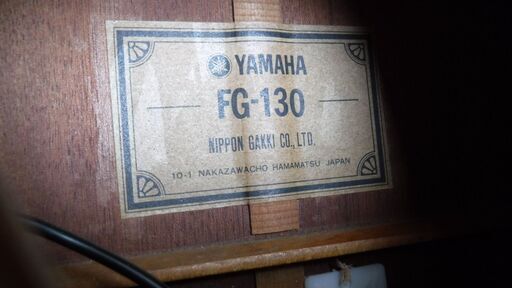 YAMAHA
FG-130
NIPPON GAKKI CO., LTD.
10-1 NAKAZAWACHO HAMAMATSU JAPAN